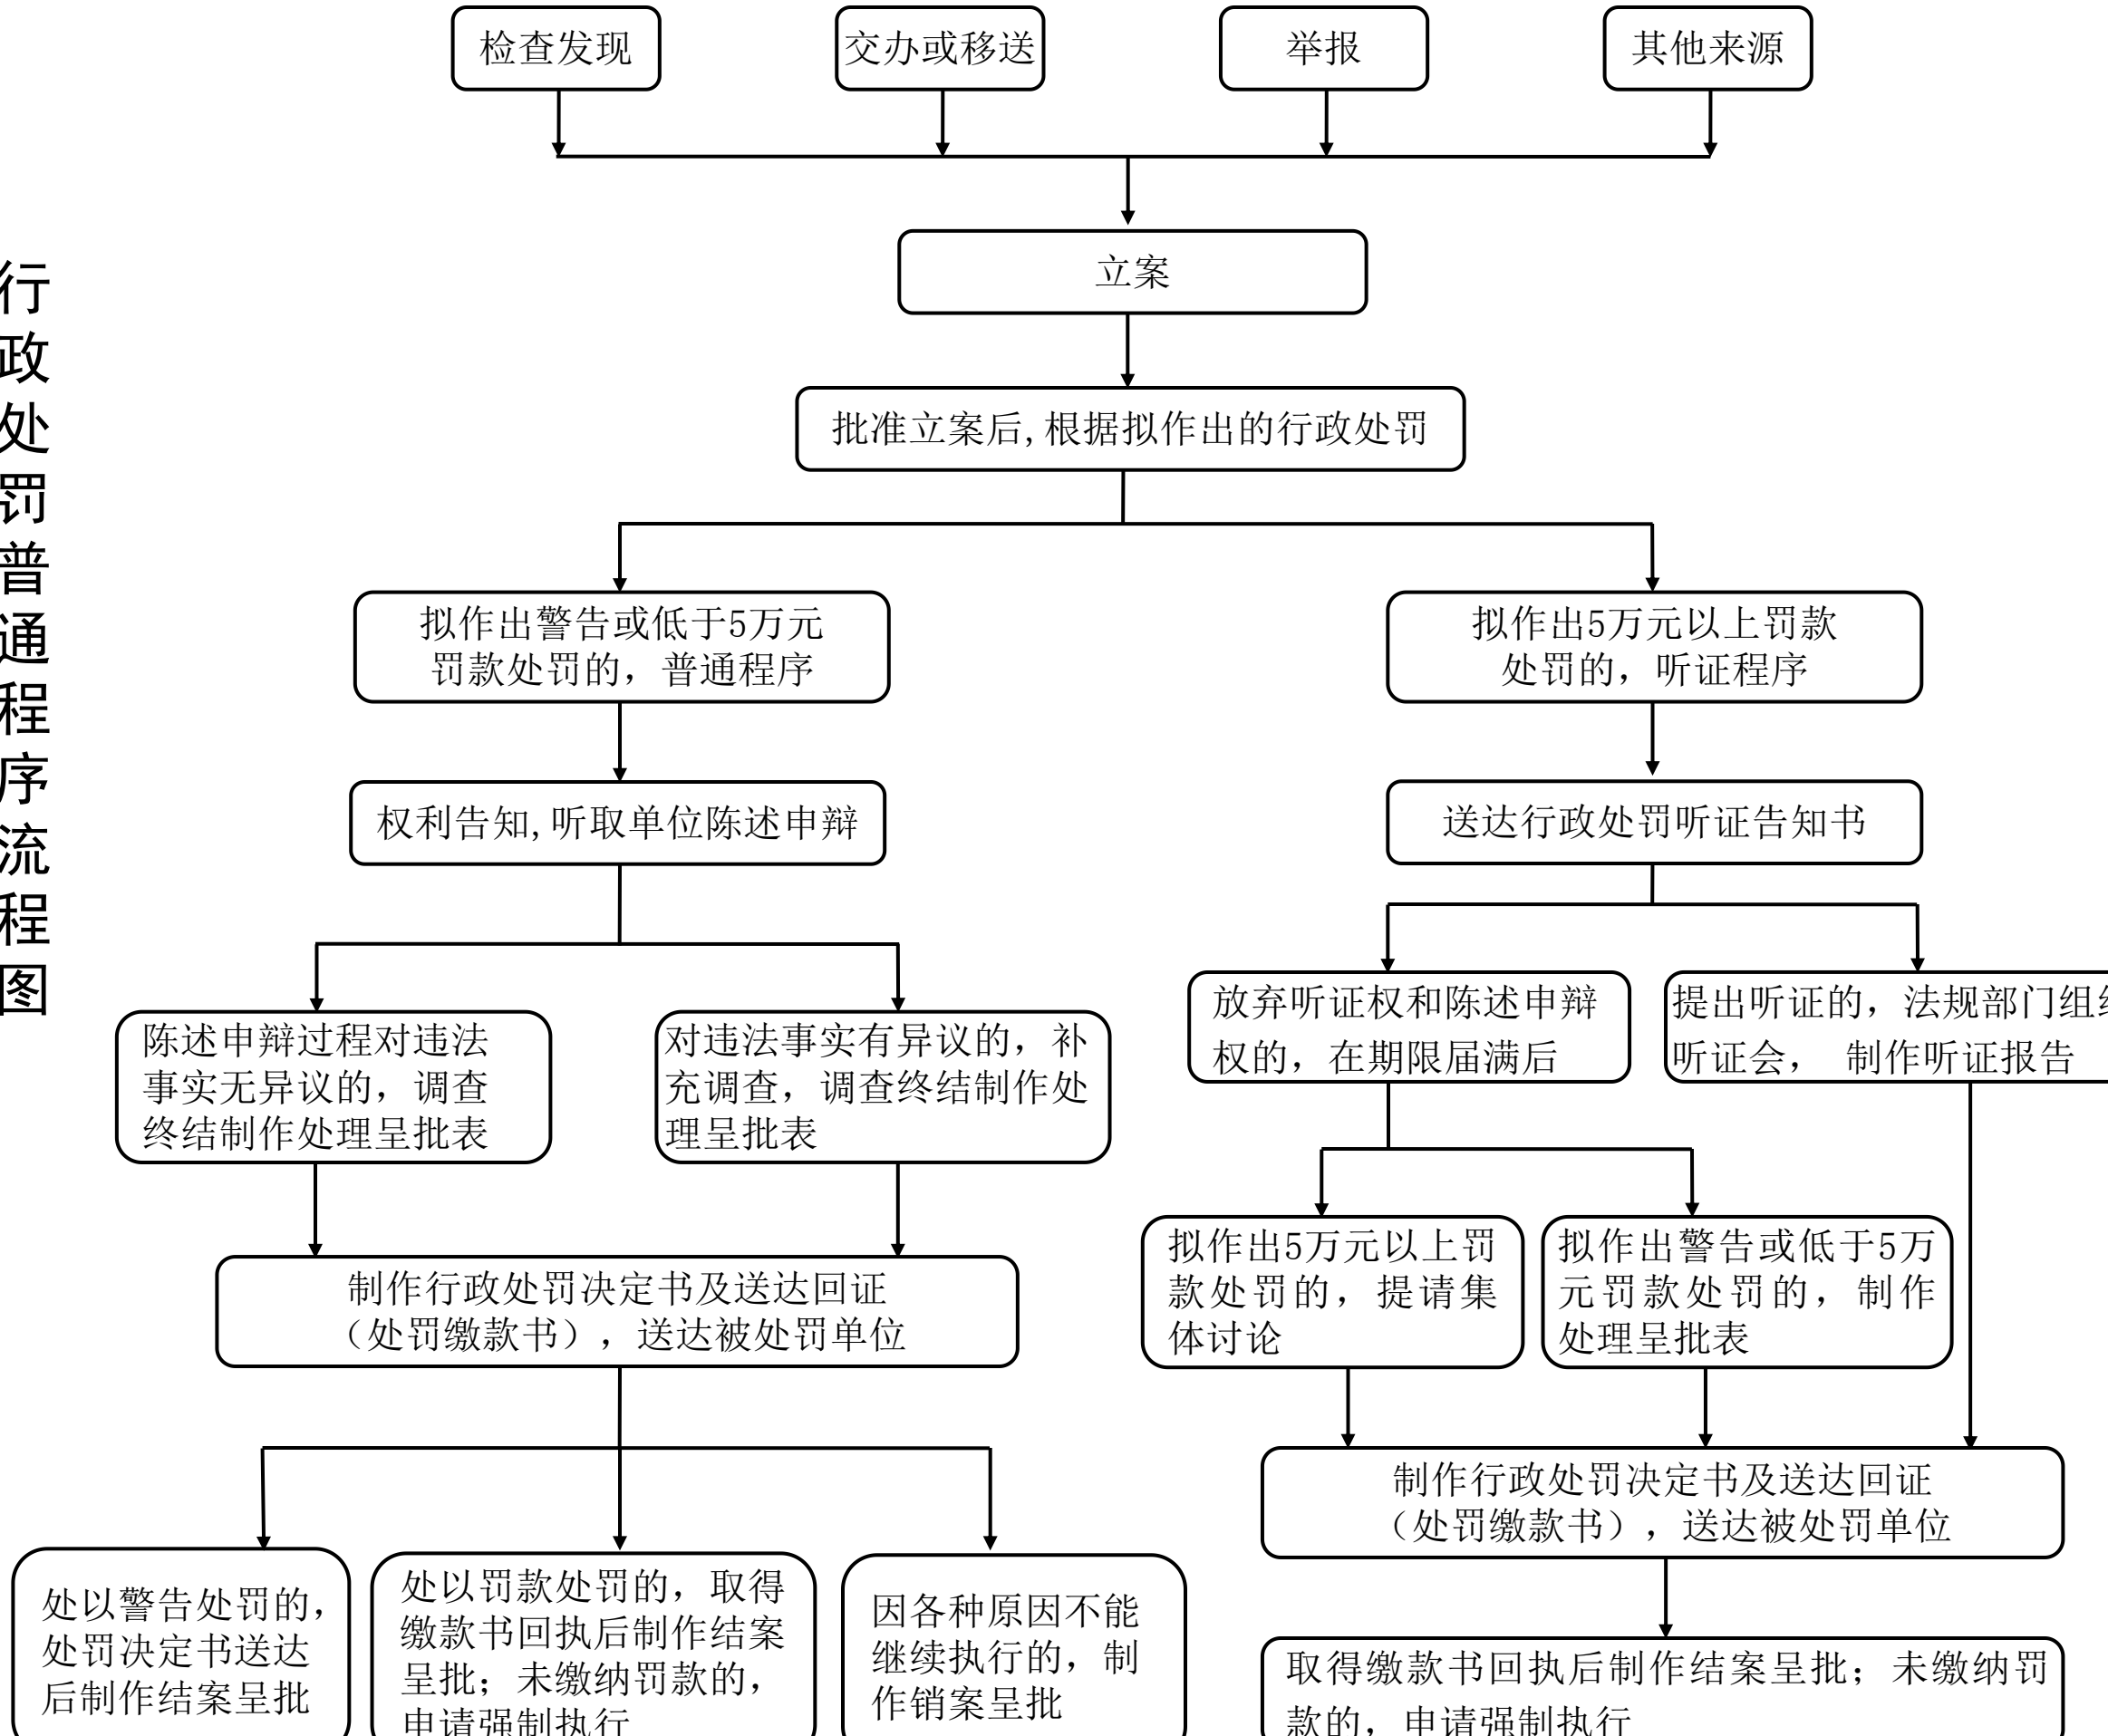 行政处罚普通程序流程图
检查发现
交办或移送
举报
其他来源
立案
批准立案后,根据拟作出的行政处罚
拟作出警告或低于5万元
罚款处罚的，普通程序
拟作出5万元以上罚款
处罚的，听证程序
权利告知,听取单位陈述申辩
送达行政处罚听证告知书
陈述申辩过程对违法
事实无异议的，调查
终结制作处理呈批表
对违法事实有异议的，补
充调查，调查终结制作处
理呈批表
放弃听证权和陈述申辩
权的，在期限届满后
提出听证的，法规部门组织
听证会， 制作听证报告
拟作出5万元以上罚
款处罚的，提请集
体讨论
拟作出警告或低于5万
元罚款处罚的，制作
处理呈批表
制作行政处罚决定书及送达回证
（处罚缴款书），送达被处罚单位
制作行政处罚决定书及送达回证
（处罚缴款书），送达被处罚单位
处以警告处罚的，
处罚决定书送达
后制作结案呈批
处以罚款处罚的，取得
缴款书回执后制作结案
呈批；未缴纳罚款的，
申请强制执行
因各种原因不能
继续执行的，制
作销案呈批
取得缴款书回执后制作结案呈批；未缴纳罚
款的，申请强制执行